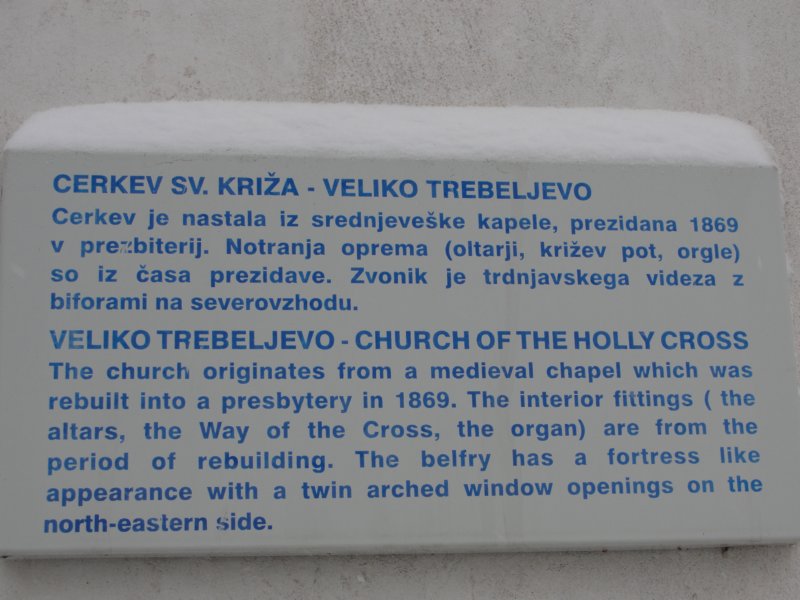 CERKEV SV. KRIŽA - VELIKO TREBELJEVO
Cerkev je nastala iz srednjeveške kapele, prezidana 1869
v prezbiterij. Notranja oprema (oltarji, križev pot, orgle)
so iz časa prezidave. Zvonik je trdnjavskega videza z
biforami na severovzhodu.
VELIKO TREBELJEVO - CHURCH OF THE HOLLY CROSS
The church originates from a medieval chapel which was
rebuilt into a presbytery in 1869. The interior fittings ( the
altars, the Way of the Cross, the organ) are from the
period of rebuilding. The belfry has a fortress like
appearance with a twin arched window openings on the
north-eastern side.